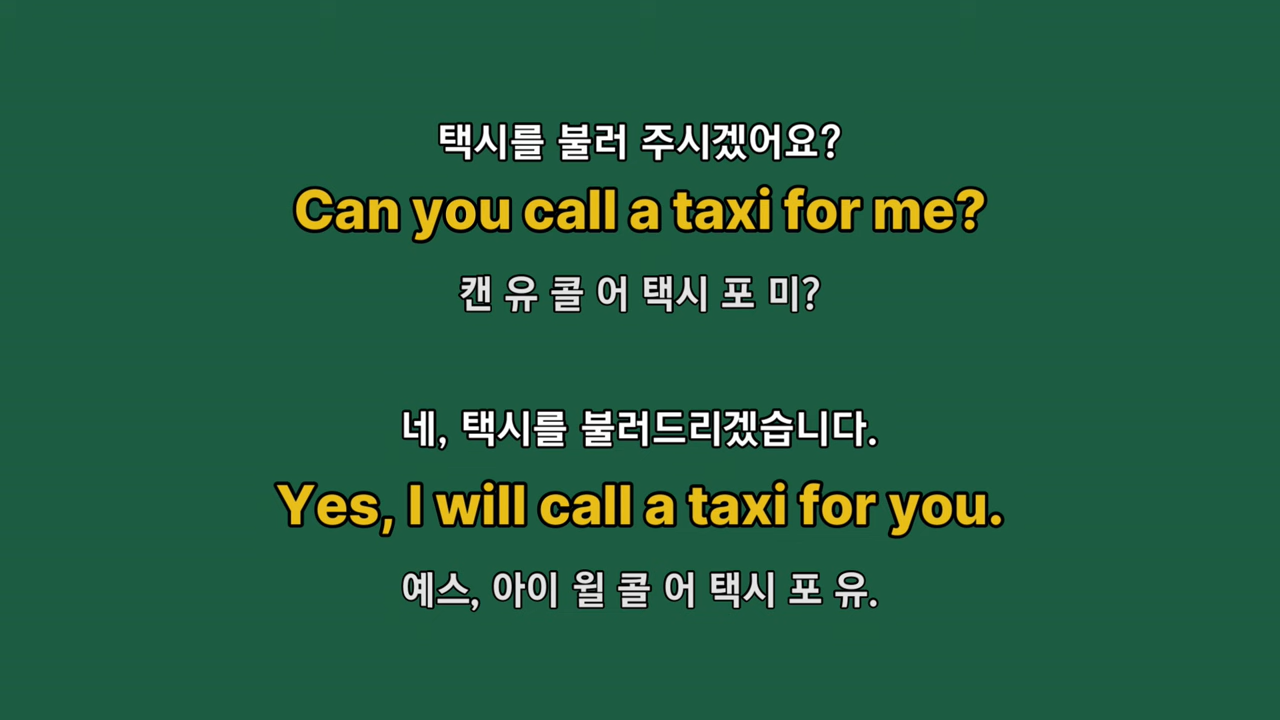 택시를 불러 주시겠어요?
Can you call a taxi for me?
캔 유 콜 어 택시 포 미?
네, 택시를 불러드리겠습니다.
Yes, I will call a taxi for you.
예스, 아이 윌 콜 어 택시 포 유.